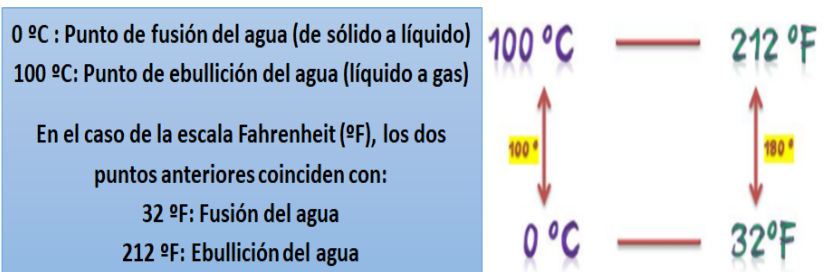 0 ºC : Punto de fusión del agua (de sólido a líquido)
100 ºC: Punto de ebullición del agua (líquido a gas)
En el caso de la escala Fahrenheit (ºF), los dos
puntos anteriores coinciden con:
32 ºF: Fusión del agua
212 ºF: Ebullición del agua
100 ºC 212 ºF
100 º 180 º
0 ºC 32ºF